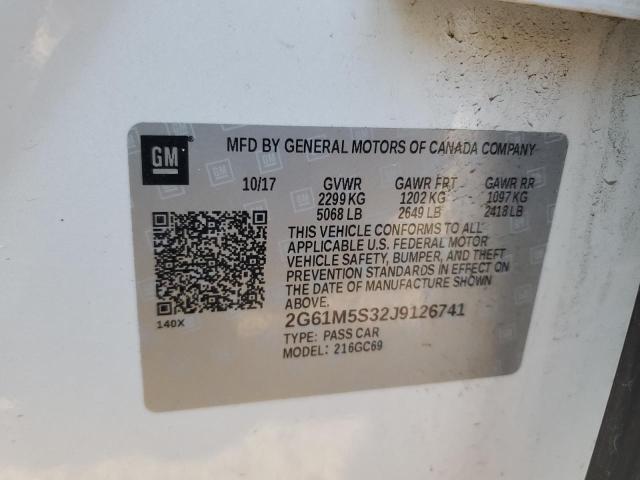 GM
MFD BY GENERAL MOTORS OF CANADA COMPANY
10/17 GVWR GAWR FRT GAWR RR
2299 KG 1202 KG 1097 KG
5068 LB 2649 LB 2418 LB
THIS VEHICLE CONFORMS TO ALL
APPLICABLE U.S. FEDERAL MOTOR
VEHICLE SAFETY, BUMPER, AND THEFT
PREVENTION STANDARDS IN EFFECT ON
THE DATE OF MANUFACTURE SHOWN
ABOVE.
140X
2G61M5S32J9126741
TYPE: PASS CAR
MODEL: 216GC69